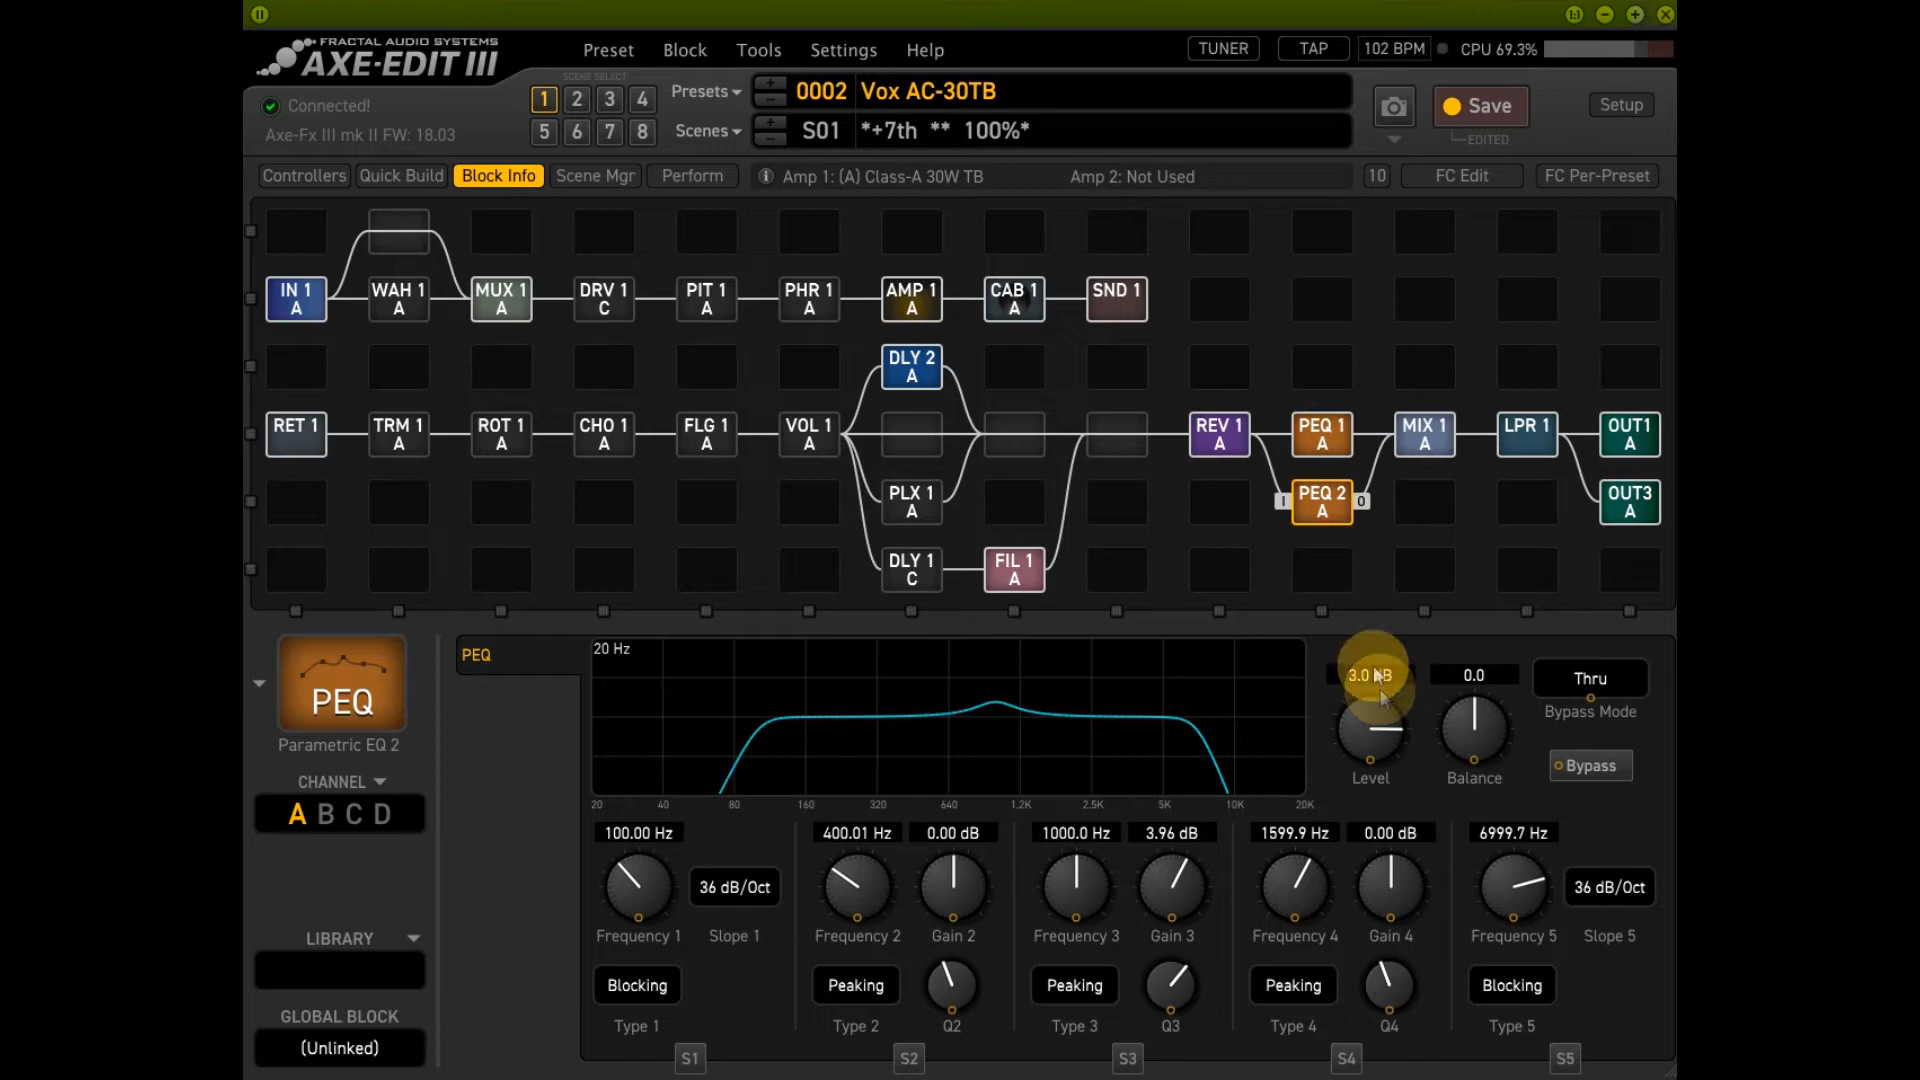 1:1
FRACTAL AUDIO SYSTEMS
AXE-EDIT III
Preset Block Tools Settings Help
TUNER TAP 102 BPM CPU 69.3%
SCENE SELECT
1 2 3 4
5 6 7 8
Presets 0002 Vox AC-30TB
Scenes S01 *+7th ** 100%*
Connected!
Axe-Fx III mk II FW: 18.03
Save
EDITED
Setup
Controllers Quick Build Block Info Scene Mgr Perform
Amp 1: (A) Class-A 30W TB Amp 2: Not Used
10 FC Edit FC Per-Preset
IN 1 WAH 1 MUX 1 DRV 1 PIT 1 PHR 1 AMP 1 CAB 1 SND 1
A A A C A A A A
DLY 2
A
RET 1 TRM 1 ROT 1 CHO 1 FLG 1 VOL 1 REV 1 PEQ 1 MIX 1 LPR 1 OUT1
A A A A A A A A A
PLX 1 I PEQ 2 O OUT3
A A A
DLY 1 FIL 1
C A
PEQ
Parametric EQ 2
CHANNEL
A B C D
LIBRARY
GLOBAL BLOCK
(Unlinked)
PEQ
20 Hz
20 40 80 160 320 640 1.2K 2.5K 5K 10K 20K
3.0 dB 0.0 Thru
Level Balance Bypass Mode
Bypass
100.00 Hz 400.01 Hz 0.00 dB 1000.0 Hz 3.96 dB 1599.9 Hz 0.00 dB 6999.7 Hz
36 dB/Oct 36 dB/Oct
Frequency 1 Slope 1 Frequency 2 Gain 2 Frequency 3 Gain 3 Frequency 4 Gain 4 Frequency 5 Slope 5
Blocking Peaking Peaking Peaking Blocking
Type 1 Type 2 Q2 Type 3 Q3 Type 4 Q4 Type 5
S1 S2 S3 S4 S5